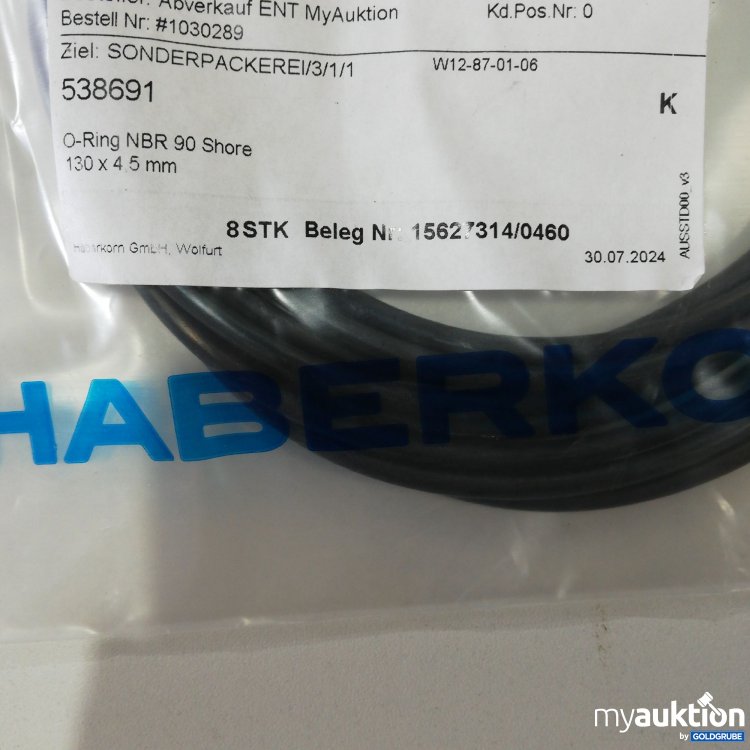 Abverkauf ENT MyAuktion
Kd.Pos.Nr: 0
Bestell Nr: #1030289
Ziel: SONDERPACKEREI/3/1/1
W12-87-01-06
538691
K
O-Ring NBR 90 Shore
130 x 4.5 mm
8 STK Beleg Nr: 15627314/0460
Haberkorn GmbH, Wolfurt
30.07.2024
AUSSTD00_v3
HABERKO
myauktion
by GOLDGRUBE